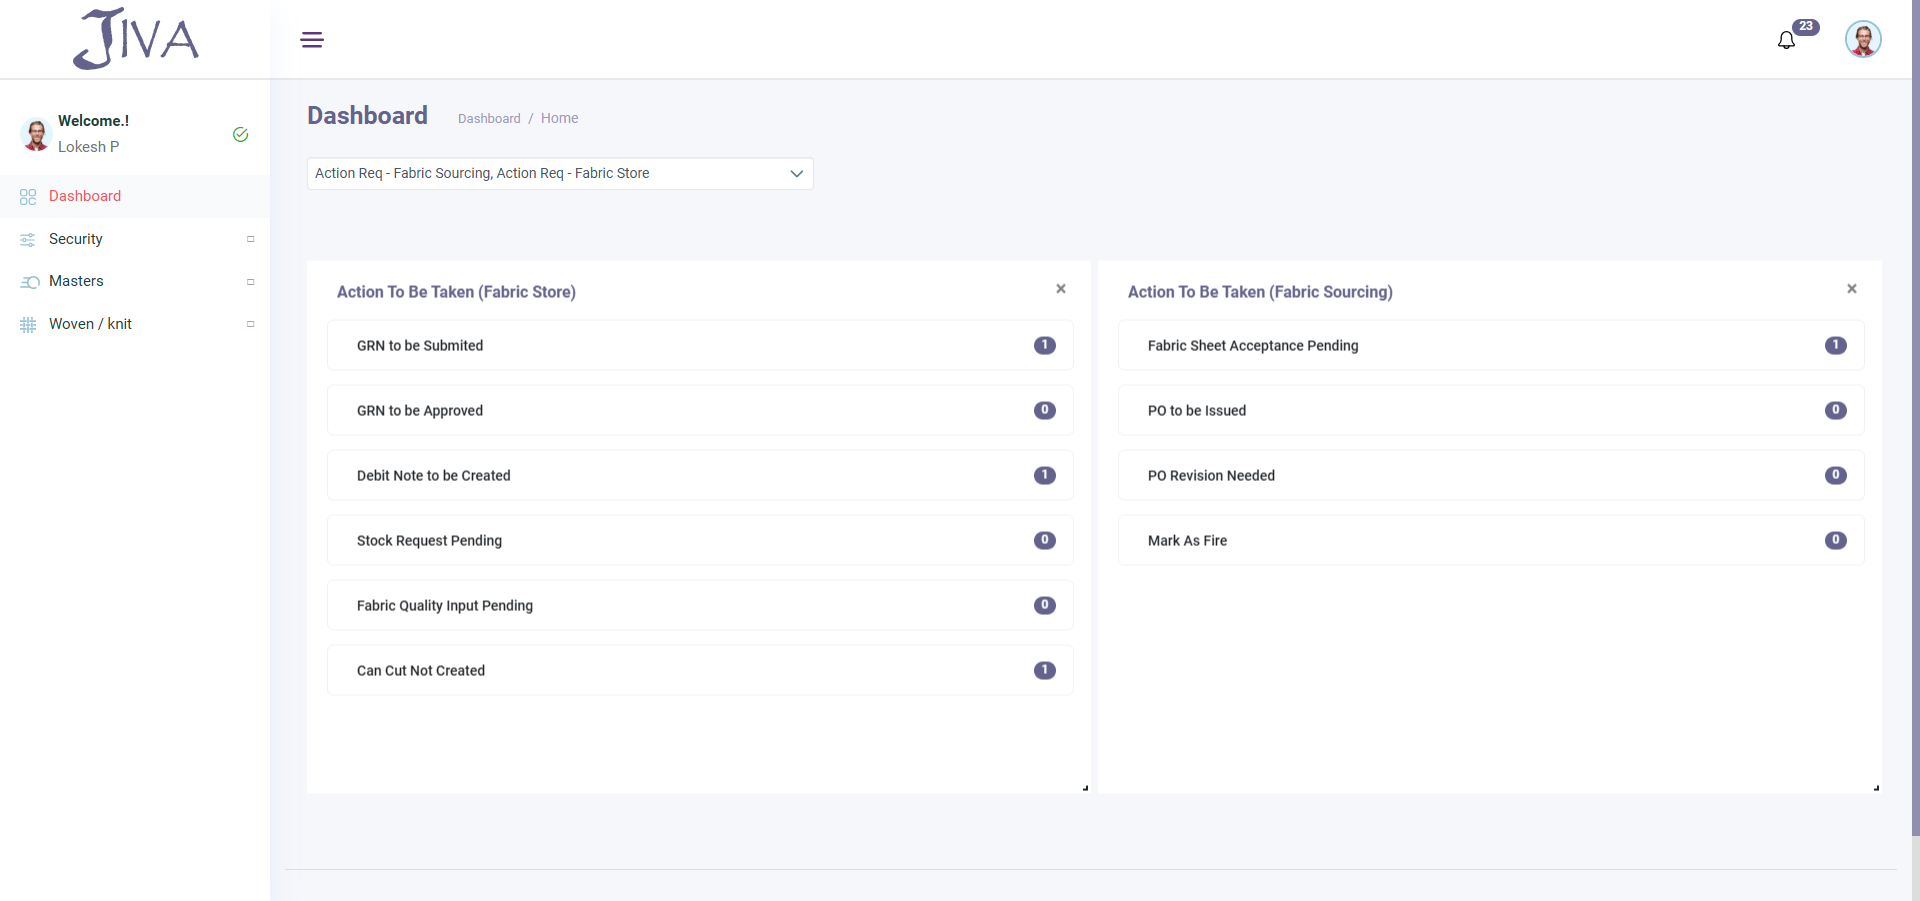 JIVA
23
Welcome.!
Lokesh P
Dashboard
Security
Masters
Woven / knit
Dashboard
Dashboard / Home
Action Req - Fabric Sourcing, Action Req - Fabric Store
Action To Be Taken (Fabric Store)
×
GRN to be Submited
1
GRN to be Approved
0
Debit Note to be Created
1
Stock Request Pending
0
Fabric Quality Input Pending
0
Can Cut Not Created
1
Action To Be Taken (Fabric Sourcing)
×
Fabric Sheet Acceptance Pending
1
PO to be Issued
0
PO Revision Needed
0
Mark As Fire
0